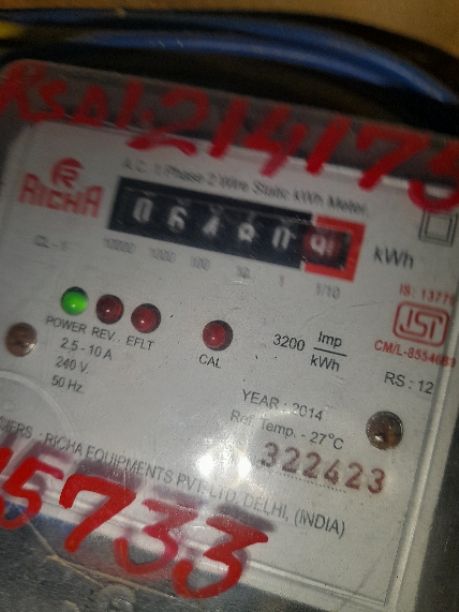 RSD1214175
A.C. 1 Phase 2 Wire Static kWh Meter.
RICHA
06480
kWh
CL - 1
10000 1000 100 10 1 1/10
IS: 13779
POWER REV. EFLT
CAL
3200 Imp/kWh
CM/L-8554669
2.5 - 10 A
240 V.
50 Hz.
RS : 12
YEAR : 2014
Ref. Temp. - 27°C
322423
RICHA EQUIPMENTS PVT. LTD. DELHI, (INDIA)
5733